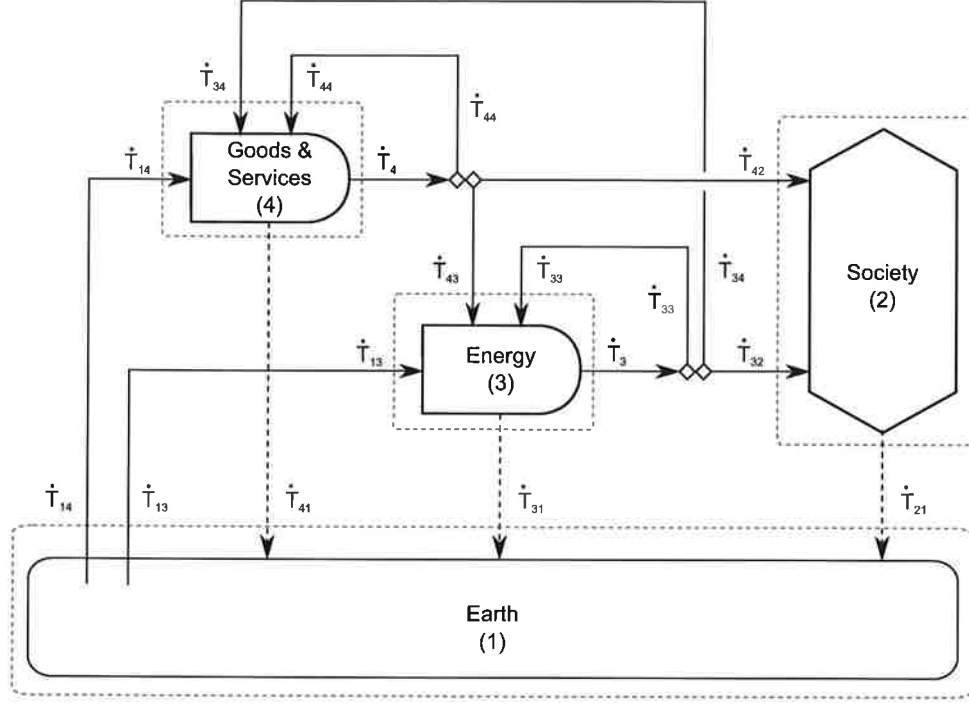 Ṫ₃₄
Ṫ₄₄
Ṫ₄₄
Goods &
Services
(4)
Ṫ₁₄
Ṫ₄
Ṫ₄₂
Ṫ₄₃
Ṫ₃₃
Ṫ₃₄
Ṫ₃₃
Society
(2)
Energy
(3)
Ṫ₁₃
Ṫ₃
Ṫ₃₂
Ṫ₁₄
Ṫ₁₃
Ṫ₄₁
Ṫ₃₁
Ṫ₂₁
Earth
(1)